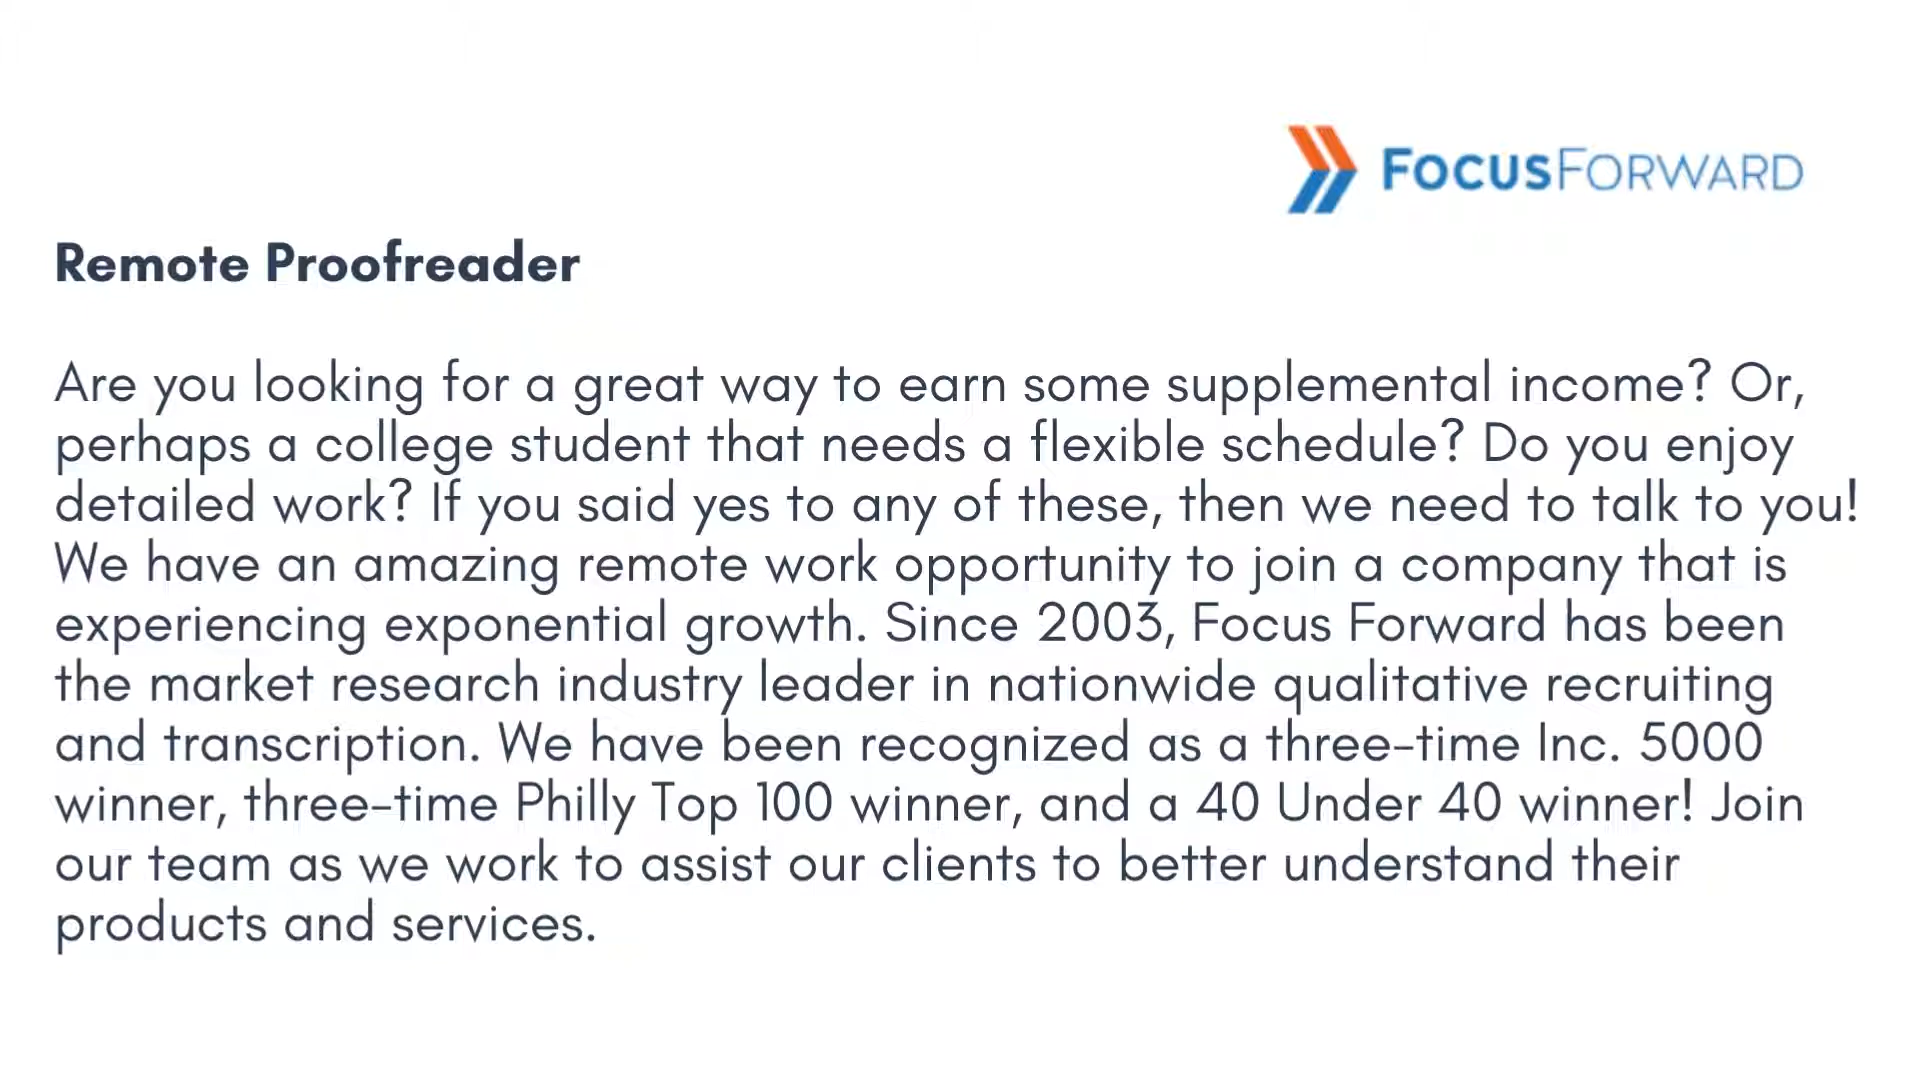 FOCUSFORWARD
Remote Proofreader
Are you looking for a great way to earn some supplemental income? Or,
perhaps a college student that needs a flexible schedule? Do you enjoy
detailed work? If you said yes to any of these, then we need to talk to you!
We have an amazing remote work opportunity to join a company that is
experiencing exponential growth. Since 2003, Focus Forward has been
the market research industry leader in nationwide qualitative recruiting
and transcription. We have been recognized as a three-time Inc. 5000
winner, three-time Philly Top 100 winner, and a 40 Under 40 winner! Join
our team as we work to assist our clients to better understand their
products and services.